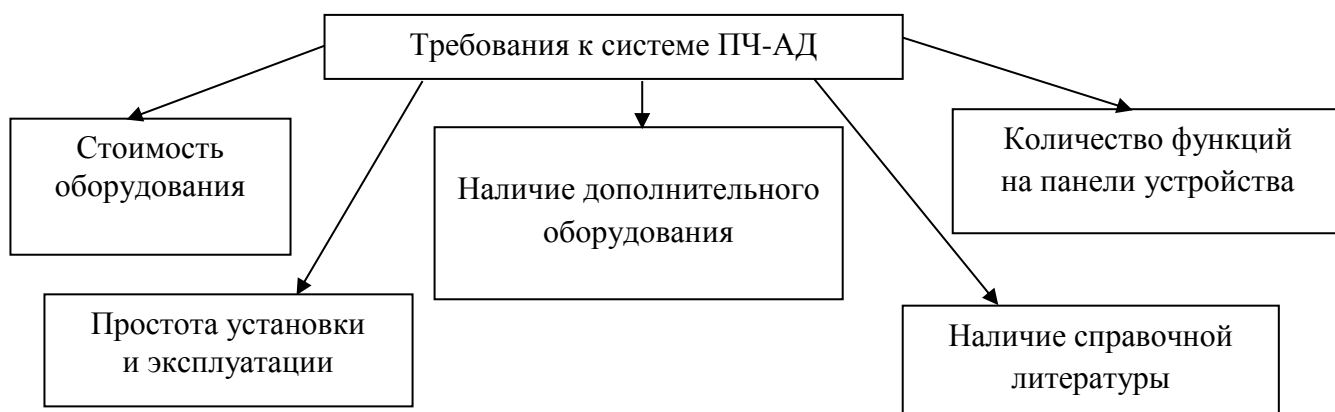 Требования к системе ПЧ-АД
Стоимость
оборудования
Наличие дополнительного
оборудования
Количество функций
на панели устройства
Простота установки
и эксплуатации
Наличие справочной
литературы